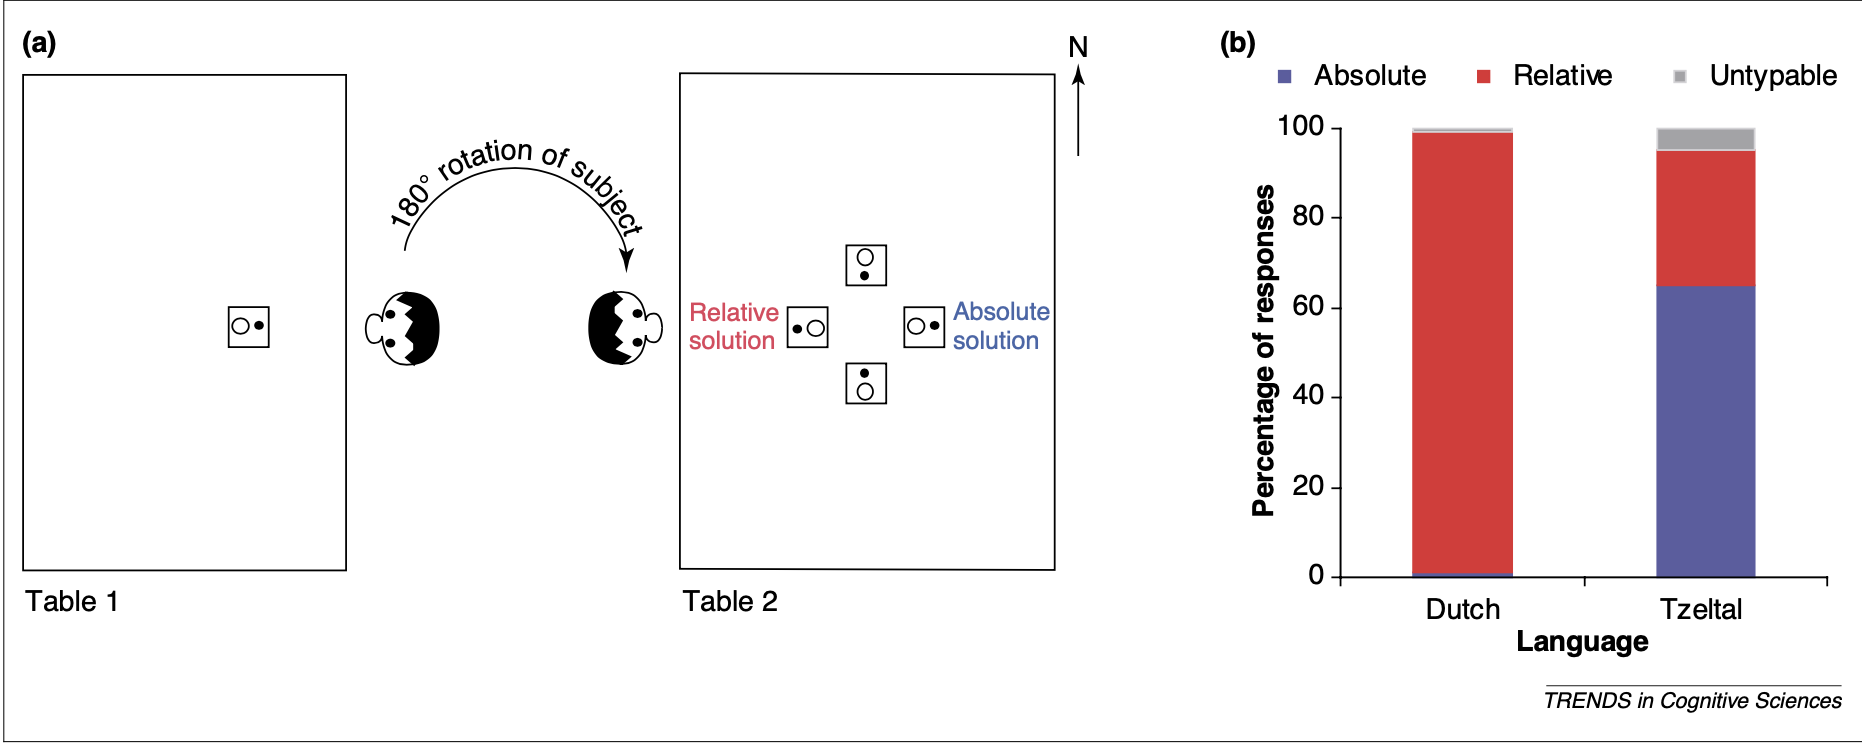 (a)
180° rotation of subject
N
Relative
solution
Absolute
solution
Table 1
Table 2
(b)
Absolute Relative Untypable
Percentage of responses
100
80
60
40
20
0
Dutch Tzeltal
Language
TRENDS in Cognitive Sciences